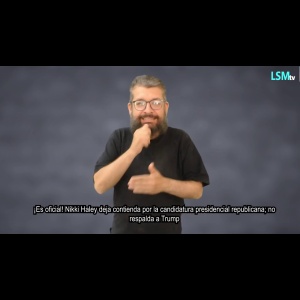 LSMtv
¡Es oficial! Nikki Haley deja contienda por la candidatura presidencial republicana; no
respalda a Trump